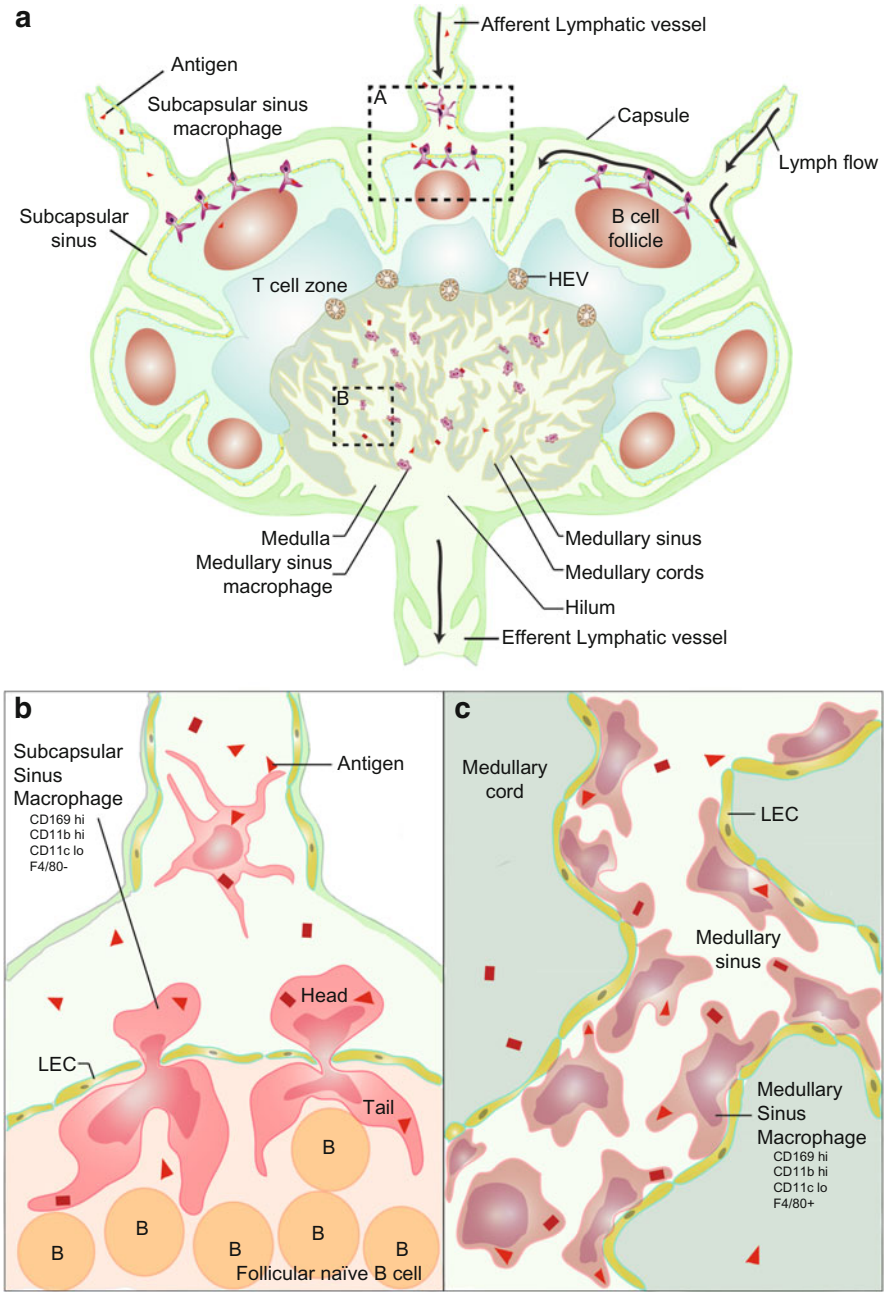 a
Afferent Lymphatic vessel
Antigen
A
Subcapsular sinus
macrophage
Capsule
Lymph flow
Subcapsular
sinus
B cell
follicle
T cell zone
HEV
B
Medulla
Medullary sinus
Medullary sinus
macrophage
Medullary cords
Hilum
Efferent Lymphatic vessel
b
Subcapsular
Sinus
Macrophage
CD169 hi
CD11b hi
CD11c lo
F4/80-
Antigen
Head
LEC
Tail
B
B
B
B
B
B
Follicular naïve B cell
c
Medullary
cord
LEC
Medullary
sinus
Medullary
Sinus
Macrophage
CD169 hi
CD11b hi
CD11c lo
F4/80+